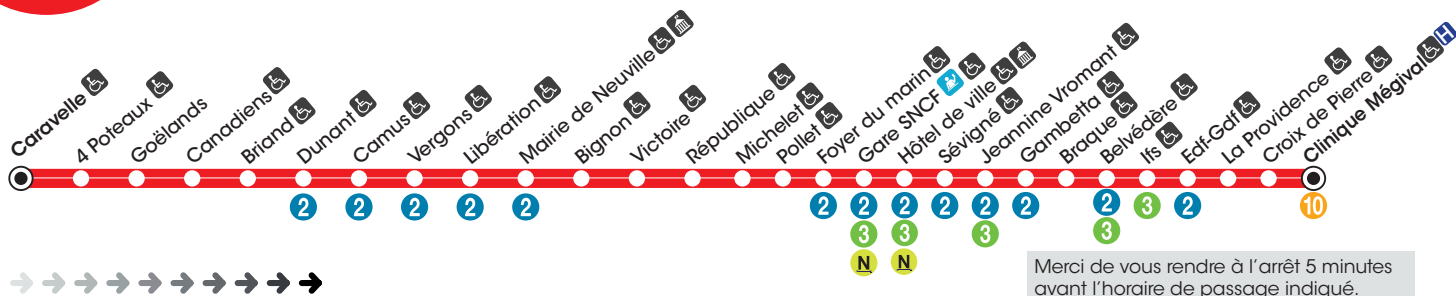 Caravelle
4 Poteaux
Goëlands
Canadiens
Briand
Dunant
Camus
Vergons
Libération
Mairie de Neuville
Bignon
Victoire
République
Michelet
Pollet
Foyer du marin
Gare SNCF
Hôtel de ville
Sévigné
Jeannine Vromant
Gambetta
Braque
Belvédère
Ifs
Edf-Gdf
La Providence
Croix de Pierre
Clinique Mégival H
2 2 2 2 2 2 2 2 2 2 2 2 3 2 10
3 3 3 3
N N
Merci de vous rendre à l'arrêt 5 minutes
avant l'horaire de passage indiqué.